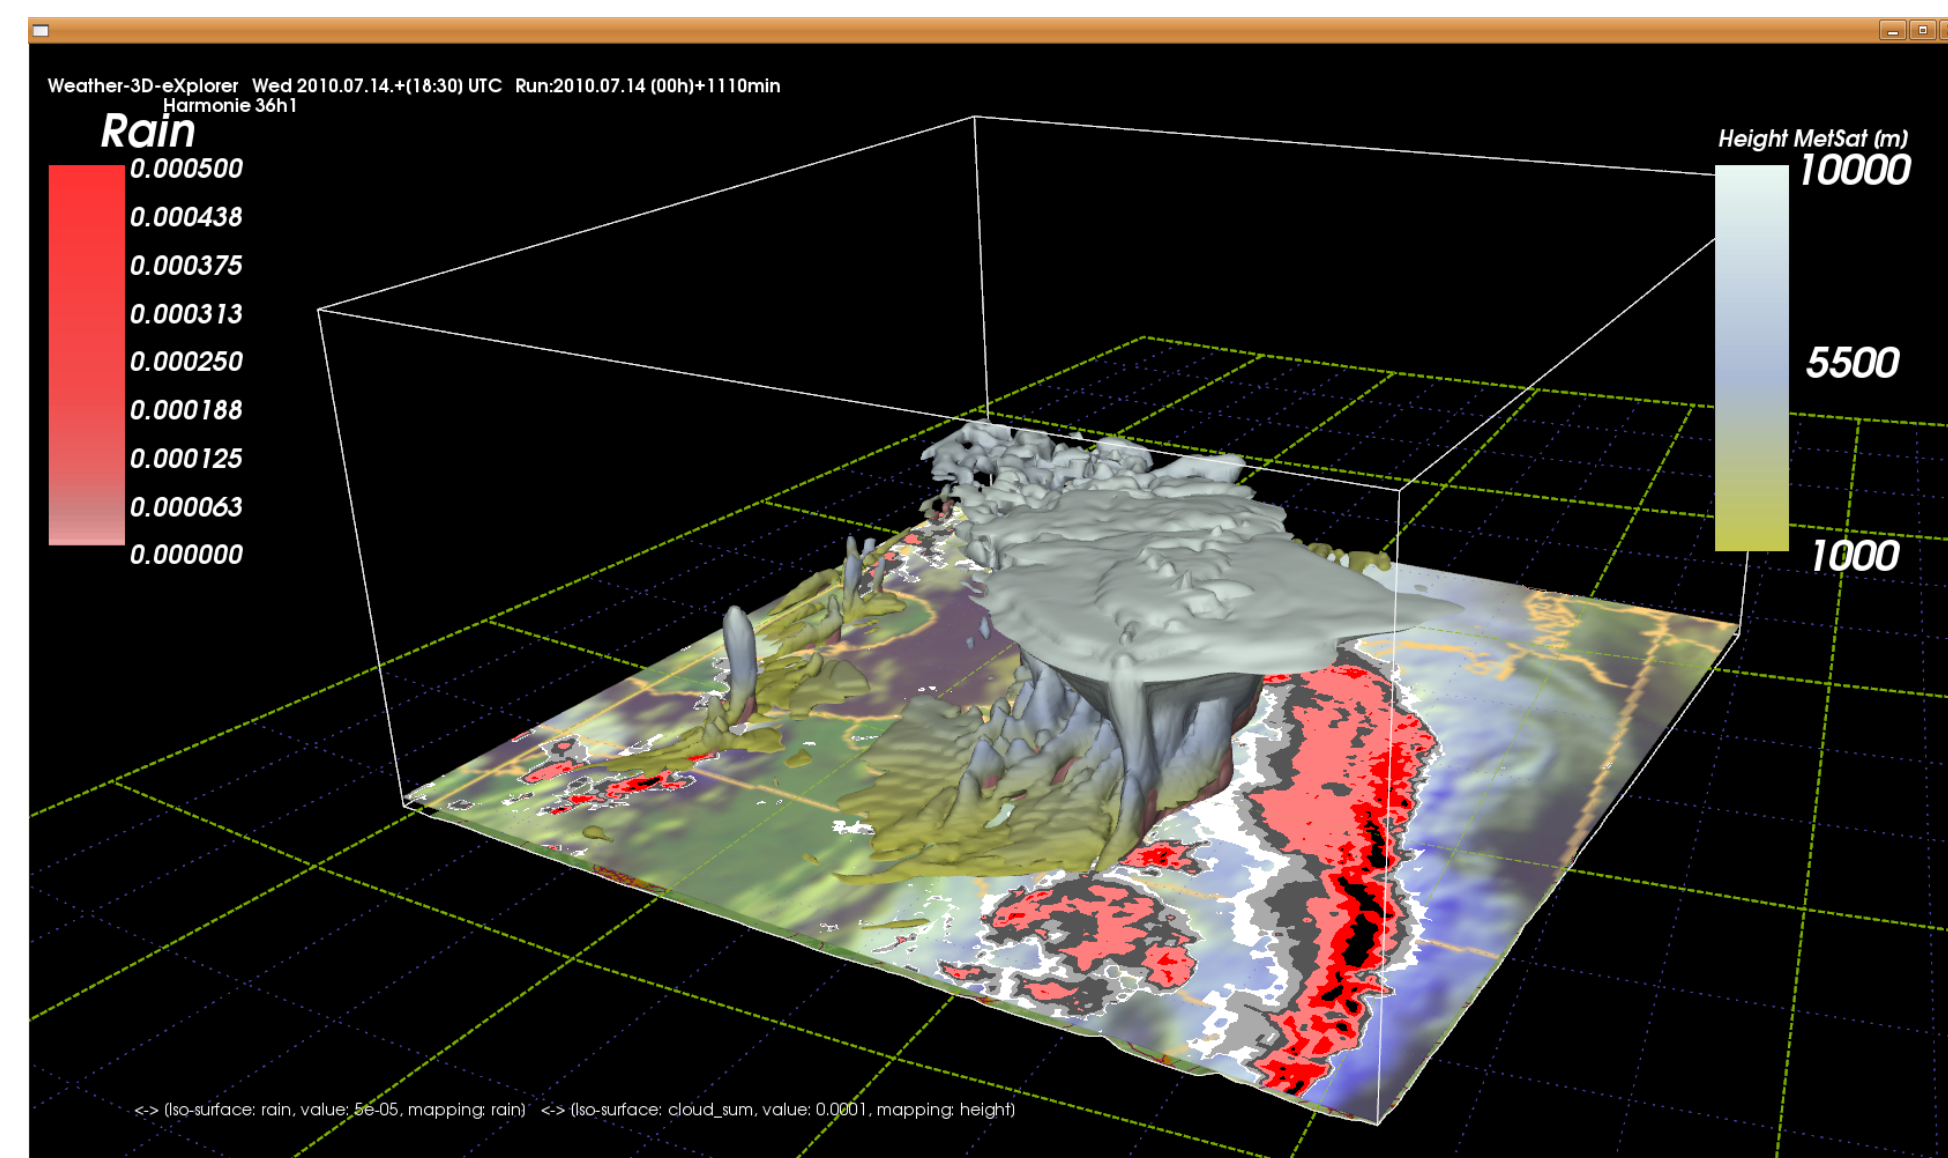 Weather-3D-eXplorer Wed 2010.07.14.+(18:30) UTC Run:2010.07.14 (00h)+1110min
Harmonie 36h1
Rain
0.000500
0.000438
0.000375
0.000313
0.000250
0.000188
0.000125
0.000063
0.000000
Height MetSat (m)
10000
5500
1000
<-> (Iso-surface: rain, value: 5e-05, mapping: rain) <-> (Iso-surface: cloud_sum, value: 0.0001, mapping: height)